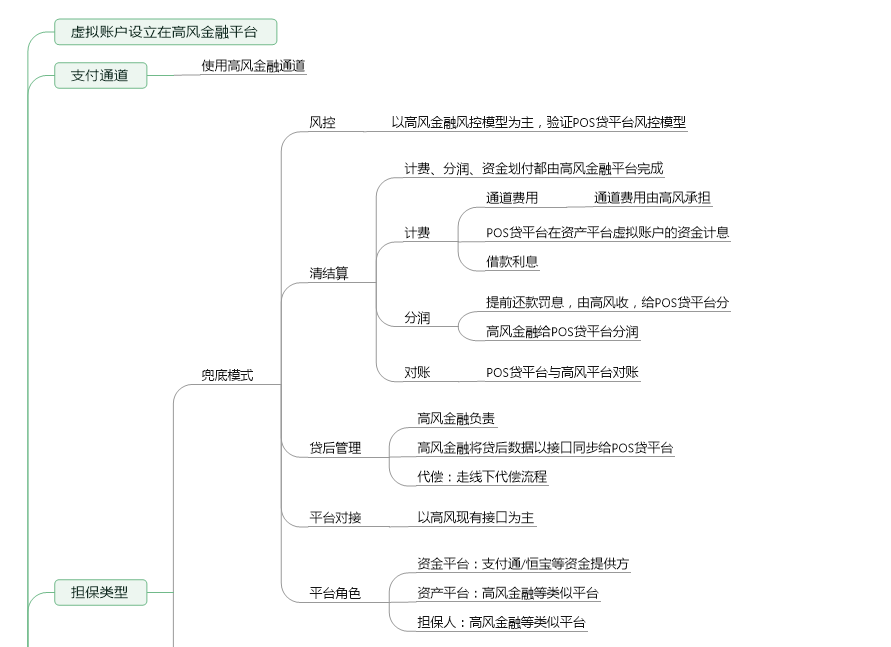 虚拟账户设立在高风金融平台
支付通道
使用高风金融通道
风控
以高风金融风控模型为主，验证POS贷平台风控模型
计费、分润、资金划付都由高风金融平台完成
通道费用
通道费用由高风承担
计费
POS贷平台在资产平台虚拟账户的资金计息
借款利息
清结算
提前还款罚息，由高风收，给POS贷平台分
分润
高风金融给POS贷平台分润
对账
POS贷平台与高风平台对账
兜底模式
高风金融负责
贷后管理
高风金融将贷后数据以接口同步给POS贷平台
代偿：走线下代偿流程
平台对接
以高风现有接口为主
资金平台：支付通/恒宝等资金提供方
担保类型
平台角色
资产平台：高风金融等类似平台
担保人：高风金融等类似平台